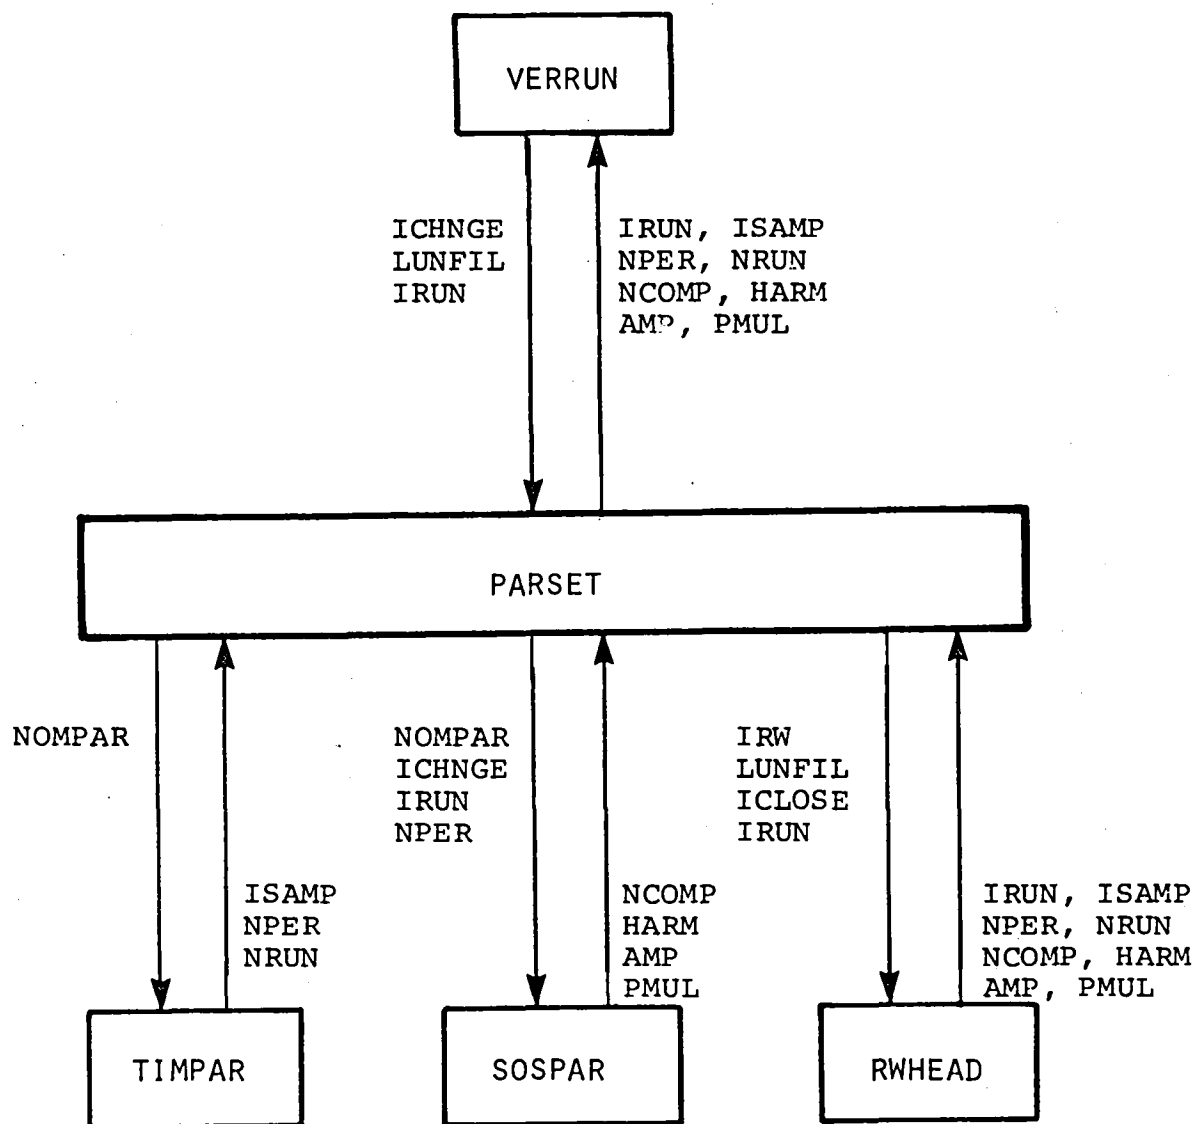 VERRUN
ICHNGE
LUNFIL
IRUN
IRUN, ISAMP
NPER, NRUN
NCOMP, HARM
AMP, PMUL
PARSET
NOMPAR
ISAMP
NPER
NRUN
NOMPAR
ICHNGE
IRUN
NPER
NCOMP
HARM
AMP
PMUL
IRW
LUNFIL
ICLOSE
IRUN
IRUN, ISAMP
NPER, NRUN
NCOMP, HARM
AMP, PMUL
TIMPAR
SOSPAR
RWHEAD